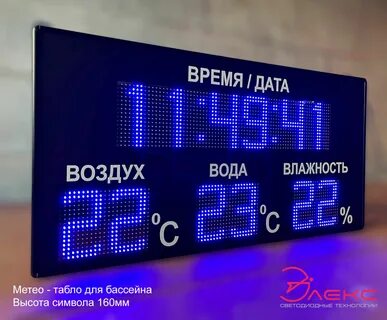 ВРЕМЯ / ДАТА
11:49:41
ВОЗДУХ ВОДА ВЛАЖНОСТЬ
22°C 23°C 22%
Метео - табло для бассейна
Высота символа 160мм
ЭЛЕКС
СВЕТОДИОДНЫЕ ТЕХНОЛОГИИ